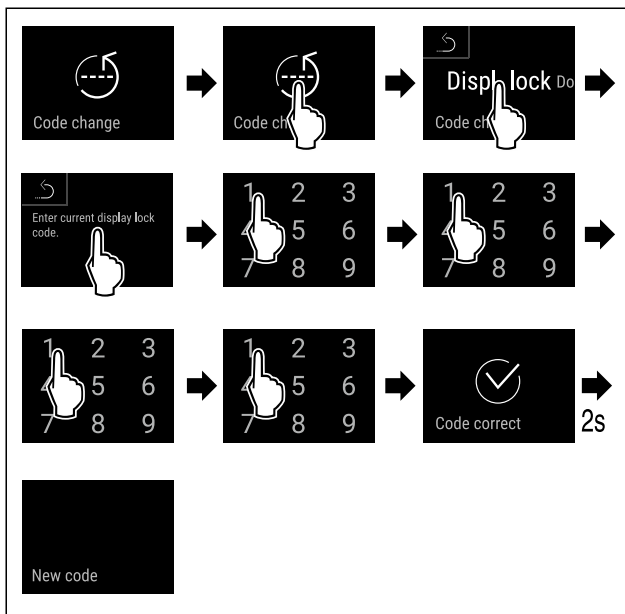 Code change
Code ch
Displ lock Do
Code ch
Enter current display lock
code.
1 2 3
5 6
7 8 9
1 2 3
5 6
7 8 9
1 2 3
5 6
7 8 9
1 2 3
5 6
7 8 9
Code correct
2s
New code